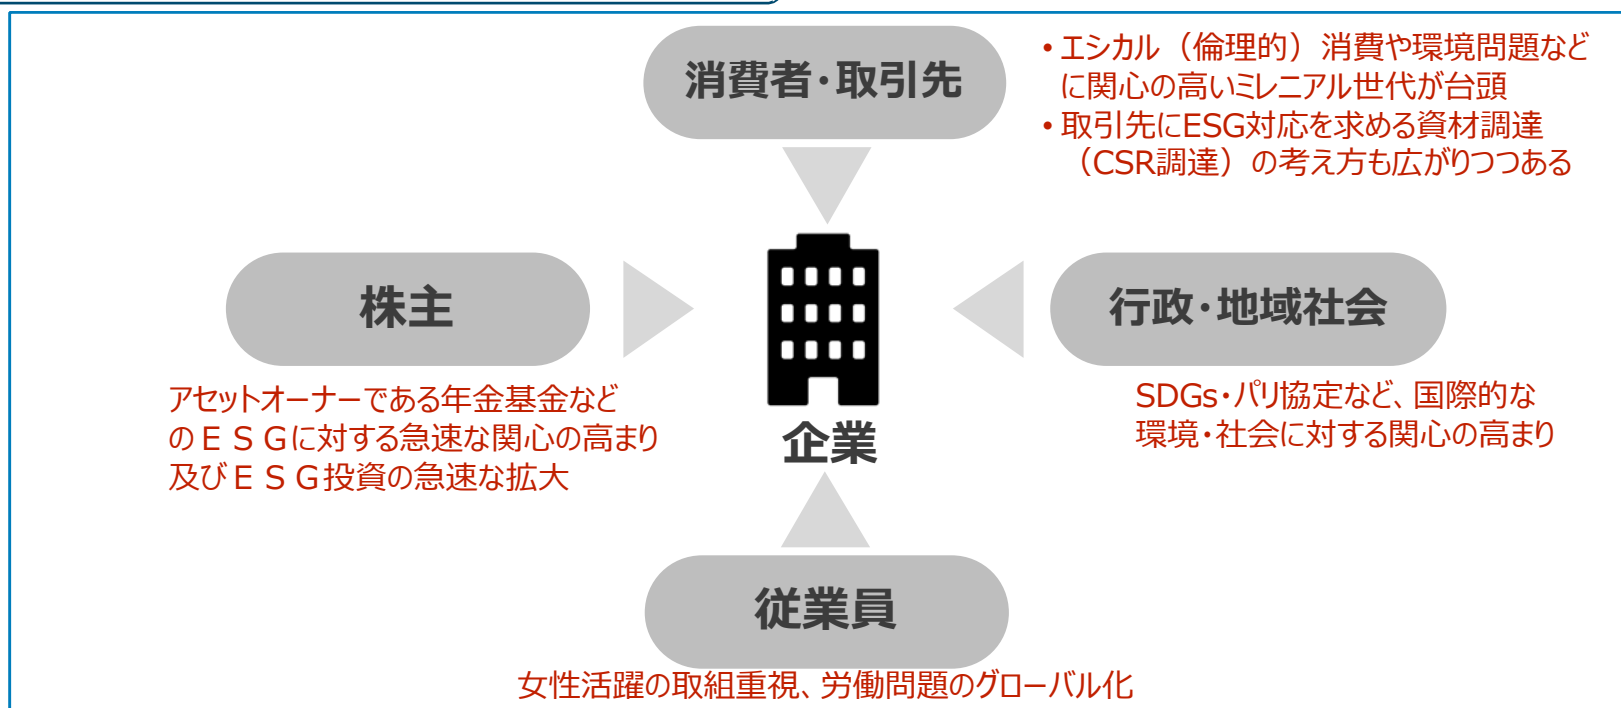 消費者・取引先
• エシカル（倫理的）消費や環境問題など
に関心の高いミレニアル世代が台頭
• 取引先にESG対応を求める資材調達
（CSR調達）の考え方も広がりつつある
株主
行政・地域社会
アセットオーナーである年金基金など
のＥＳＧに対する急速な関心の高まり
及びＥＳＧ投資の急速な拡大
企業
SDGs・パリ協定など、国際的な
環境・社会に対する関心の高まり
従業員
女性活躍の取組重視、労働問題のグローバル化